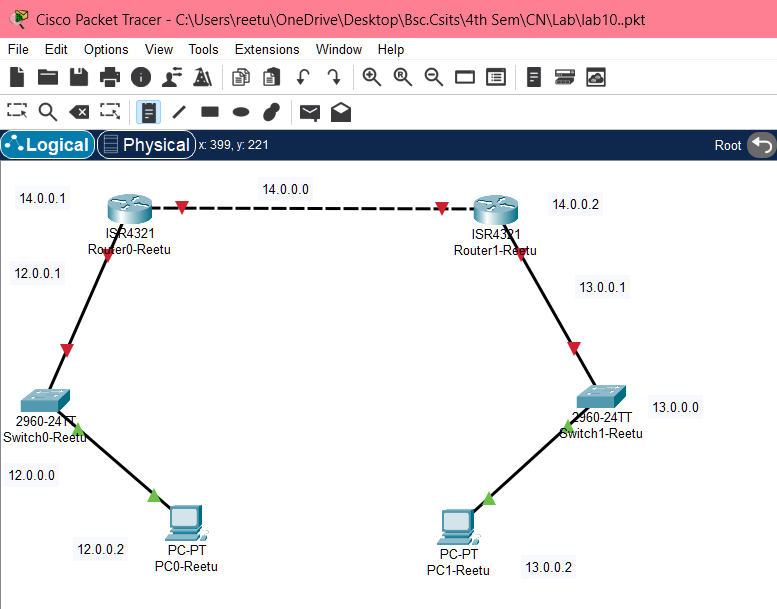 Cisco Packet Tracer - C:\Users\reetu\OneDrive\Desktop\Bsc.Csits\4th Sem\CN\Lab\lab10..pkt
File Edit Options View Tools Extensions Window Help
Logical Physical x: 399, y: 221 Root
14.0.0.1
14.0.0.0
14.0.0.2
ISR4321
Router0-Reetu
ISR4321
Router1-Reetu
12.0.0.1
13.0.0.1
2960-24TT
Switch0-Reetu
2960-24TT
Switch1-Reetu
13.0.0.0
12.0.0.0
12.0.0.2
PC-PT
PC0-Reetu
PC-PT
PC1-Reetu
13.0.0.2